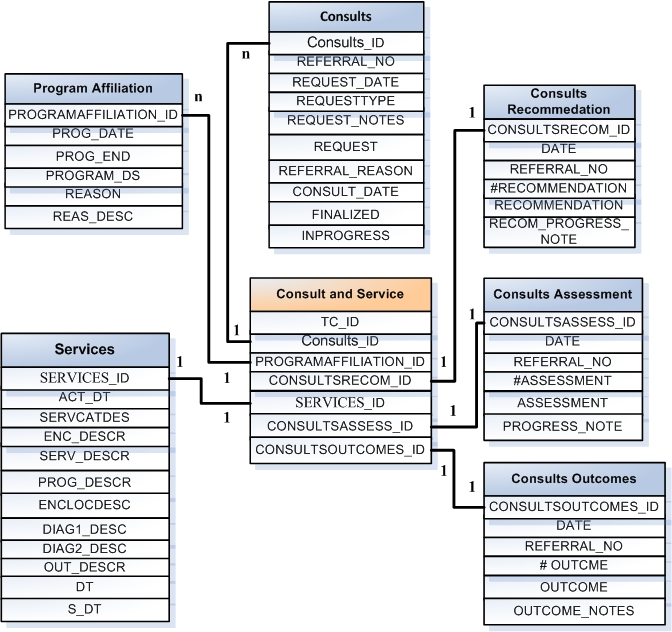 Consults
Consults_ID
REFERRAL_NO
REQUEST_DATE
REQUESTTYPE
REQUEST_NOTES
REQUEST
REFERRAL_REASON
CONSULT_DATE
FINALIZED
INPROGRESS
n
Program Affiliation
PROGRAMAFFILIATION_ID
PROG_DATE
PROG_END
PROGRAM_DS
REASON
REAS_DESC
n
Consults
Recommedation
CONSULTSRECOM_ID
DATE
REFERRAL_NO
#RECOMMENDATION
RECOMMENDATION
RECOM_PROGRESS_
NOTE
1
Consult and Service
TC_ID
Consults_ID
PROGRAMAFFILIATION_ID
CONSULTSRECOM_ID
SERVICES_ID
CONSULTSASSESS_ID
CONSULTSOUTCOMES_ID
1
1
1
1
1
1
Consults Assessment
CONSULTSASSESS_ID
DATE
REFERRAL_NO
#ASSESSMENT
ASSESSMENT
PROGRESS_NOTE
1
Services
SERVICES_ID
ACT_DT
SERVCATDES
ENC_DESCR
SERV_DESCR
PROG_DESCR
ENCLOCDESC
DIAG1_DESC
DIAG2_DESC
OUT_DESCR
DT
S_DT
1
Consults Outcomes
CONSULTSOUTCOMES_ID
DATE
REFERRAL_NO
# OUTCME
OUTCOME
OUTCOME_NOTES
1